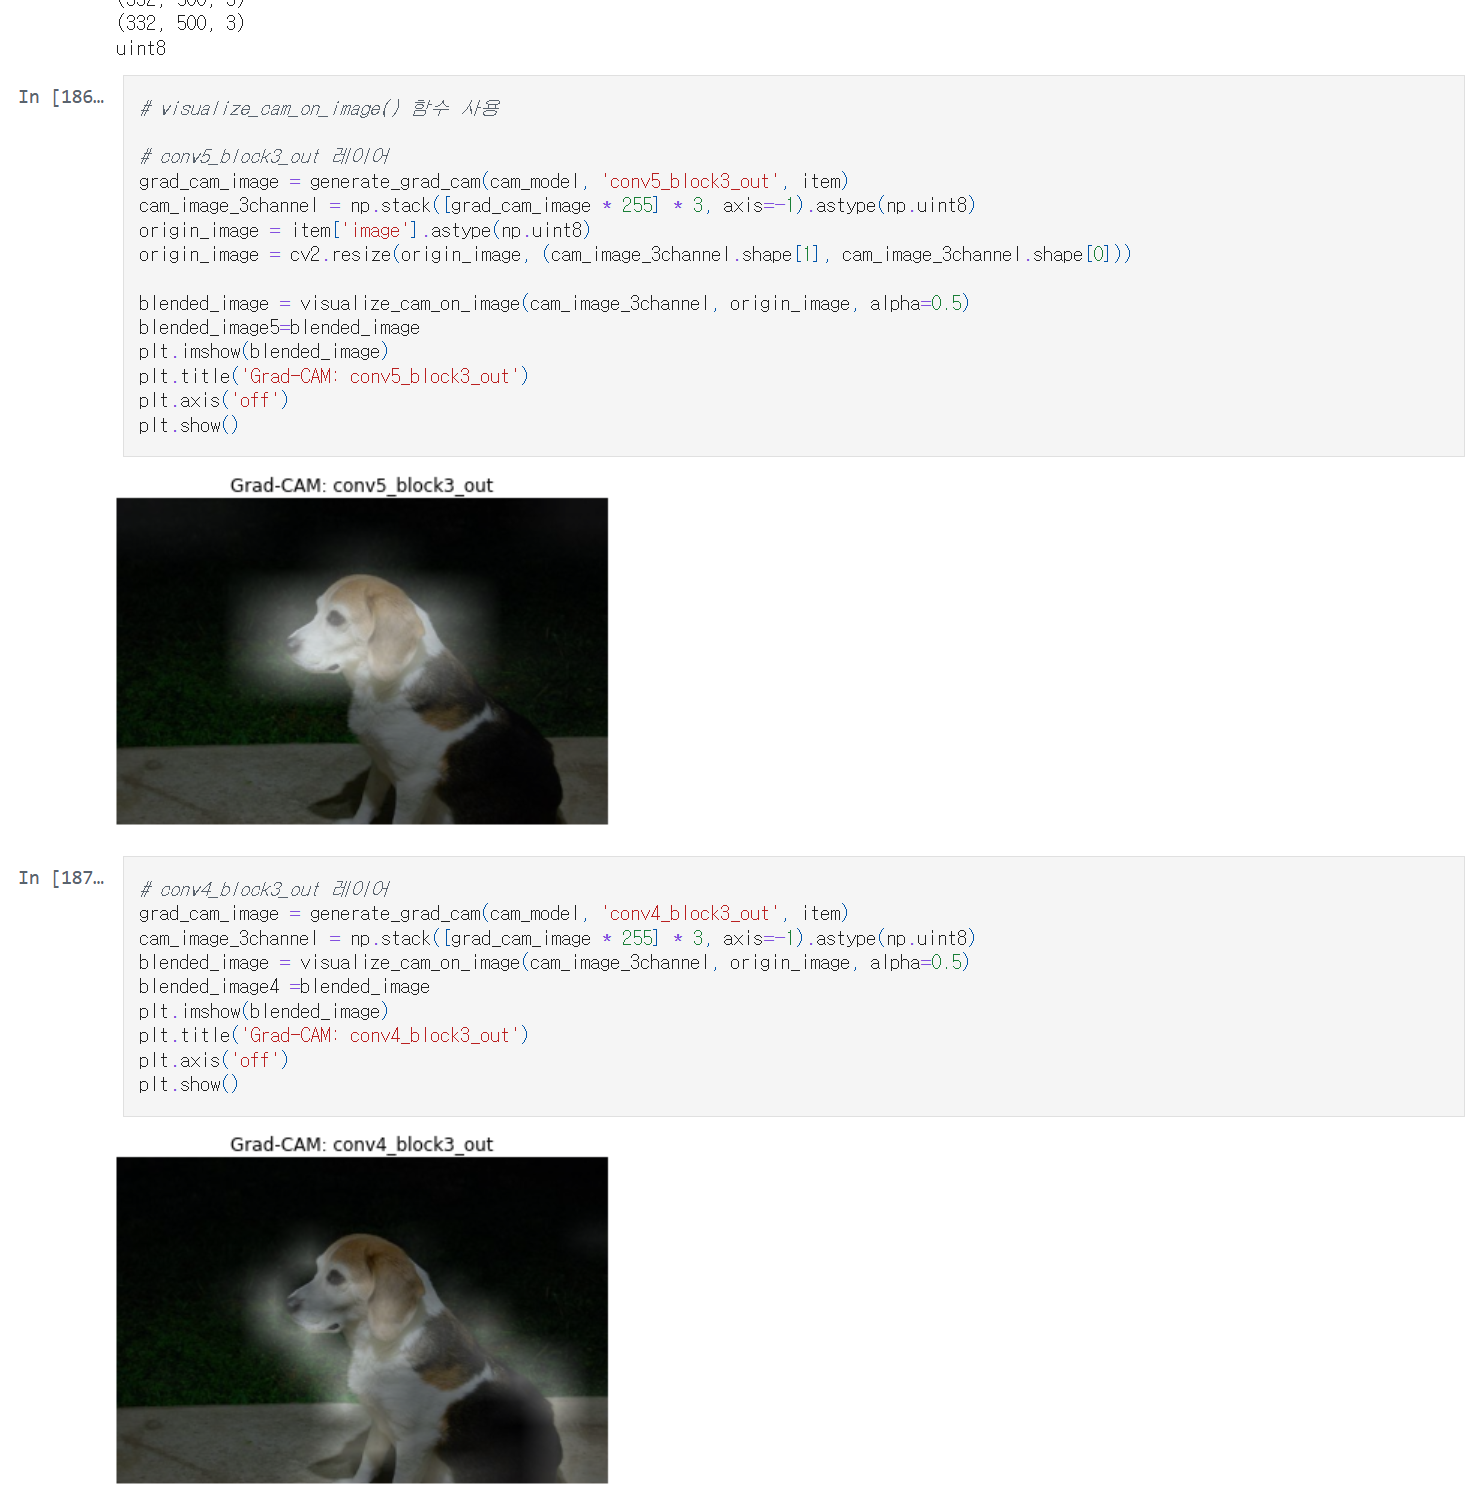 (332, 500, 3)
(332, 500, 3)
uint8
In [186…
# visualize_cam_on_image() 함수 사용
# conv5_block3_out 레이어
grad_cam_image = generate_grad_cam(cam_model, 'conv5_block3_out', item)
cam_image_3channel = np.stack([grad_cam_image * 255] * 3, axis=-1).astype(np.uint8)
origin_image = item['image'].astype(np.uint8)
origin_image = cv2.resize(origin_image, (cam_image_3channel.shape[1], cam_image_3channel.shape[0]))
blended_image = visualize_cam_on_image(cam_image_3channel, origin_image, alpha=0.5)
blended_image5=blended_image
plt.imshow(blended_image)
plt.title('Grad-CAM: conv5_block3_out')
plt.axis('off')
plt.show()
Grad-CAM: conv5_block3_out
In [187…
# conv4_block3_out 레이어
grad_cam_image = generate_grad_cam(cam_model, 'conv4_block3_out', item)
cam_image_3channel = np.stack([grad_cam_image * 255] * 3, axis=-1).astype(np.uint8)
blended_image = visualize_cam_on_image(cam_image_3channel, origin_image, alpha=0.5)
blended_image4 =blended_image
plt.imshow(blended_image)
plt.title('Grad-CAM: conv4_block3_out')
plt.axis('off')
plt.show()
Grad-CAM: conv4_block3_out